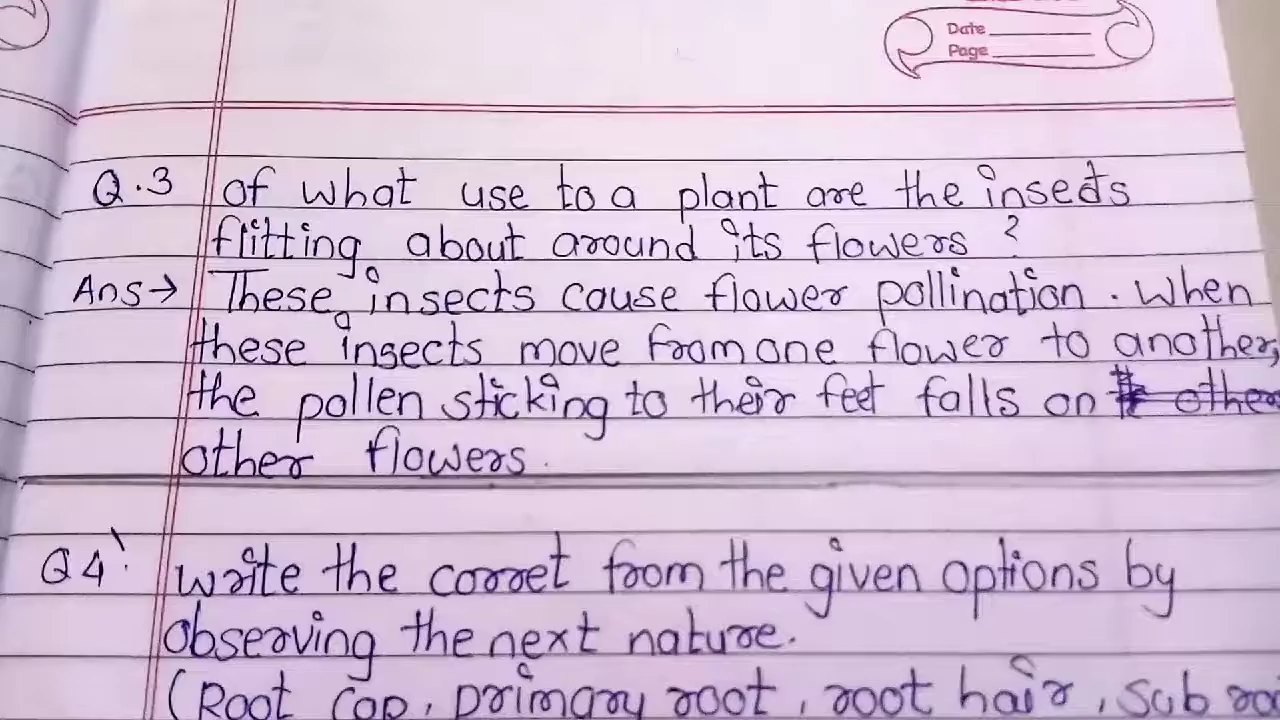 Date
Page
Q.3 Of what use to a plant are the insects
flitting about around its flowers ?
Ans→ These insects cause flower pollination. When
these insects move from one flower to another,
the pollen sticking to their feet falls on other
other flowers.
Q4. Write the corret from the given options by
observing the next nature.
(Root Cap, primary root, root hair, sub